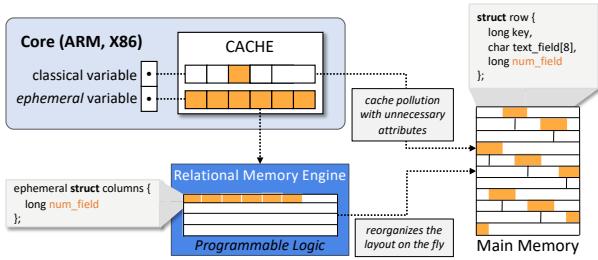 Core (ARM, X86)
CACHE
classical variable
ephemeral variable
struct row {
long key,
char text_field[8],
long num_field
};
cache pollution
with unnecessary
attributes
Relational Memory Engine
Programmable Logic
ephemeral struct columns {
long num_field
};
reorganizes the
layout on the fly
Main Memory